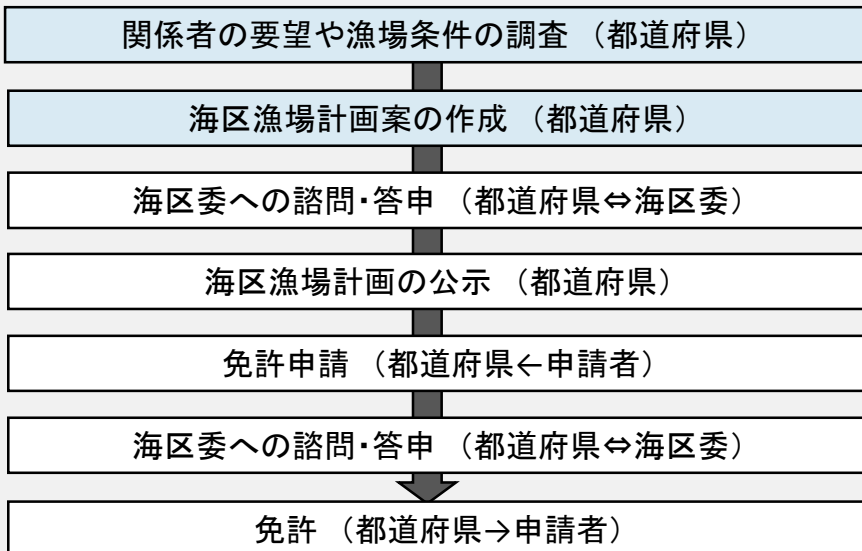 関係者の要望や漁場条件の調査 （都道府県）
海区漁場計画案の作成 （都道府県）
海区委への諮問・答申 （都道府県⇔海区委）
海区漁場計画の公示 （都道府県）
免許申請 （都道府県←申請者）
海区委への諮問・答申 （都道府県⇔海区委）
免許 （都道府県→申請者）